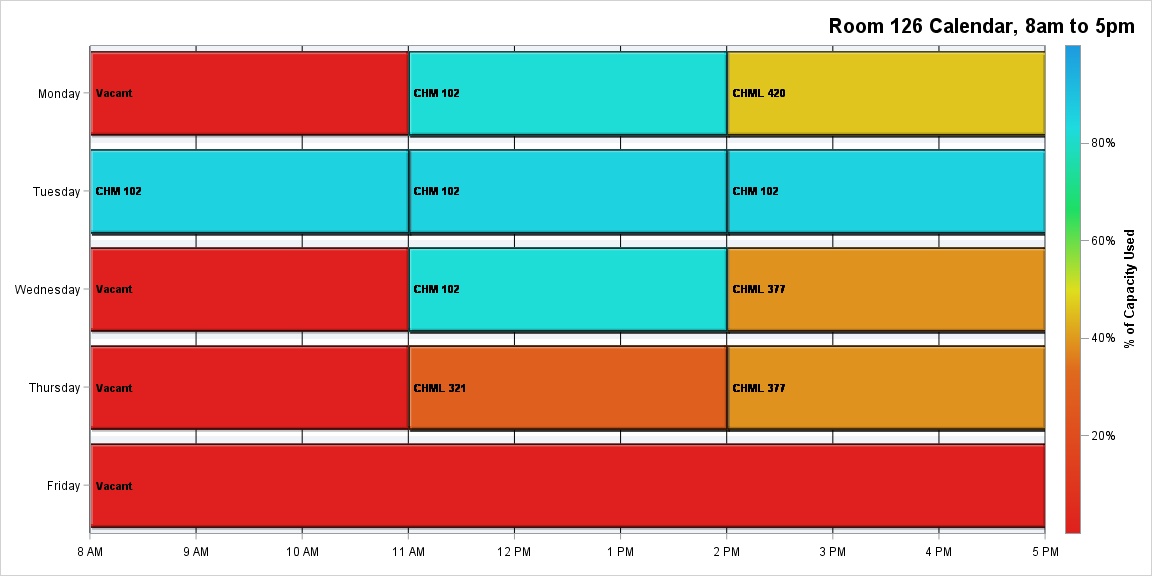 Room 126 Calendar, 8am to 5pm
Monday
Vacant
CHM 102
CHML 420
Tuesday
CHM 102
CHM 102
CHM 102
Wednesday
Vacant
CHM 102
CHML 377
Thursday
Vacant
CHML 321
CHML 377
Friday
Vacant
8 AM
9 AM
10 AM
11 AM
12 PM
1 PM
2 PM
3 PM
4 PM
5 PM
80%
60%
40%
20%
% of Capacity Used